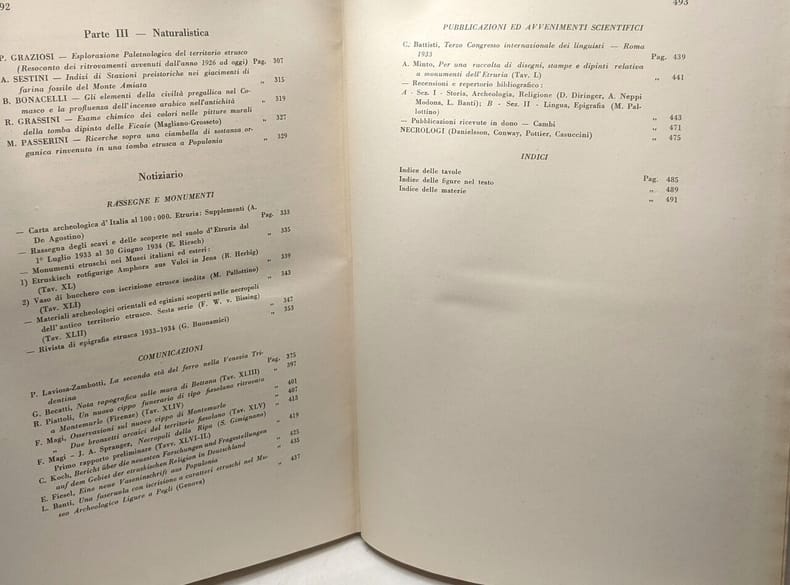 92
Parte III — Naturalistica
P. GRAZIOSI — Esplorazione Paletnologica del territorio etrusco
(Resoconto dei ritrovamenti avvenuti dall'anno 1926 ad oggi) Pag. 307
A. SESTINI — Indizi di Stazioni preistoriche nei giacimenti di
farina fossile del Monte Amiata „ 315
B. BONACELLI — Gli elementi della civiltà pregallica nel Co-
masco e la profluenza dell'incenso arabico nell'antichità „ 319
R. GRASSINI — Esame chimico dei colori nelle pitture murali
della tomba dipinta delle Ficaie (Magliano-Grosseto) „ 327
M. PASSERINI — Ricerche sopra una ciambella di sostanza or-
ganica rinvenuta in una tomba etrusca a Populonia „ 329
Notiziario
RASSEGNE E MONUMENTI
— Carta archeologica d'Italia al 100:000. Etruria: Supplementi (A.
De Agostino) Pag. 333
— Rassegna degli scavi e delle scoperte nel suolo d'Etruria dal
1° Luglio 1933 al 30 Giugno 1934 (E. Riesch) „ 335
— Monumenti etruschi nei Musei italiani ed esteri:
1) Etruskisch rotfigurige Amphora aus Vulci in Jena (R. Herbig)
(Tav. XL) „ 339
2) Vaso di bucchero con iscrizione etrusca inedita (M. Pallottino)
(Tav. XLI) „ 343
— Materiali archeologici orientali ed egiziani scoperti nelle necropoli
dell'antico territorio etrusco. Sesta serie (F. W. v. Bissing)
(Tav. XLII) „ 347
— Rivista di epigrafia etrusca 1933-1934 (G. Buonamici) „ 353
COMUNICAZIONI
P. Laviosa-Zambotti, La seconda età del ferro nella Venezia Tri-
dentina Pag. 375
G. Becatti, Nota topografica sulle mura di Bettona (Tav. XLIII) „ 397
R. Piattoli, Un nuovo cippo funerario di tipo fiesolano ritrovato
a Montemurlo (Firenze) (Tav. XLIV) „ 401
F. Magi, Osservazioni sul nuovo cippo di Montemurlo „ 407
„ Due bronzetti arcaici del territorio fiesolano (Tav. XLV) „ 413
F. Magi - J. A. Spranger, Necropoli della Ripa (S. Gimignano)
Primo rapporto preliminare (Tavv. XLVI-IL) „ 419
C. Koch, Bericht über die neuesten Forschungen und Fragestellungen
auf dem Gebiet der etruskischen Religion in Deutschland „ 425
E. Fiesel, Eine neue Vaseninschrift aus Populonia „ 435
L. Banti, Una fuseruola con iscrizione a caratteri etruschi nel Mu-
seo Archeologico Ligure a Pegli (Genova) „ 437
493
PUBBLICAZIONI ED AVVENIMENTI SCIENTIFICI
C. Battisti, Terzo Congresso internazionale dei linguisti — Roma
1933 Pag. 439
A. Minto, Per una raccolta di disegni, stampe e dipinti relativa
a monumenti dell'Etruria (Tav. L) „ 441
— Recensioni e repertorio bibliografico:
A - Sez. I - Storia, Archeologia, Religione (D. Diringer, A. Neppi
Modona, L. Banti); B - Sez. II - Lingua, Epigrafia (M. Pal-
lottino) „ 443
— Pubblicazioni ricevute in dono — Cambi „ 471
NECROLOGI (Danielsson, Conway, Pottier, Casuccini) „ 475
INDICI
Indice delle tavole Pag. 485
Indice delle figure nel testo „ 489
Indice delle materie „ 491